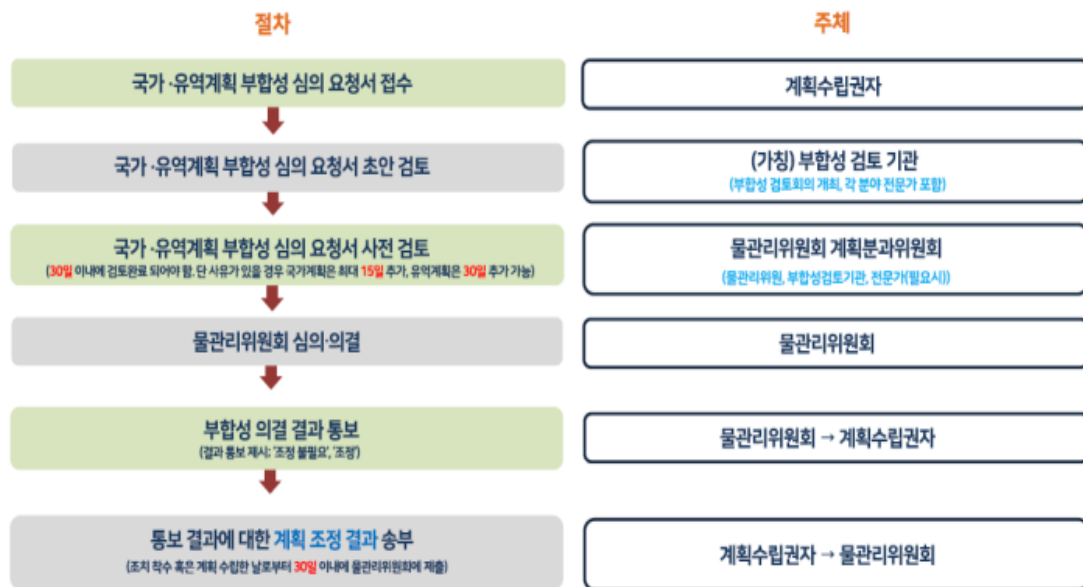 절차
주체
국가·유역계획 부합성 심의 요청서 접수
계획수립권자
국가·유역계획 부합성 심의 요청서 초안 검토
(가칭) 부합성 검토 기관
(부합성 검토회의 개최, 각 분야 전문가 포함)
국가·유역계획 부합성 심의 요청서 사전 검토
(30일 이내에 검토완료 되어야 함. 단 사유가 있을 경우 국가계획은 최대 15일 추가, 유역계획은 30일 추가 가능)
물관리위원회 계획분과위원회
(물관리위원, 부합성검토기관, 전문가(필요시))
물관리위원회 심의·의결
물관리위원회
부합성 의결 결과 통보
(결과 통보 제시: '조정 불필요', '조정')
물관리위원회 → 계획수립권자
통보 결과에 대한 계획 조정 결과 송부
(조치 착수 혹은 계획 수립한 날로부터 30일 이내에 물관리위원회에 제출)
계획수립권자 → 물관리위원회